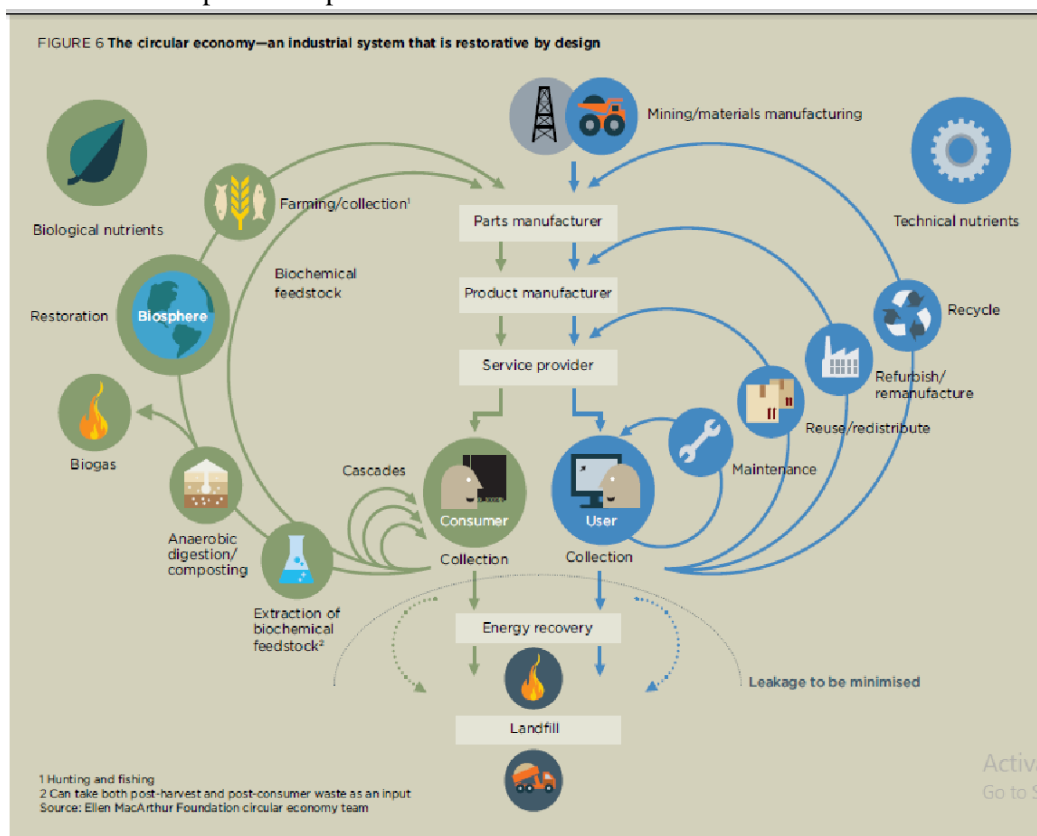 FIGURE 6 The circular economy—an industrial system that is restorative by design
Mining/materials manufacturing
Biological nutrients
Farming/collection¹
Parts manufacturer
Technical nutrients
Biochemical
feedstock
Product manufacturer
Restoration
Biosphere
Recycle
Service provider
Refurbish/
remanufacture
Reuse/redistribute
Biogas
Cascades
Maintenance
Consumer
User
Anaerobic
digestion/
composting
Collection
Collection
Extraction of
biochemical
feedstock²
Energy recovery
Leakage to be minimised
Landfill
1 Hunting and fishing
2 Can take both post-harvest and post-consumer waste as an input
Source: Ellen MacArthur Foundation circular economy team
Go to